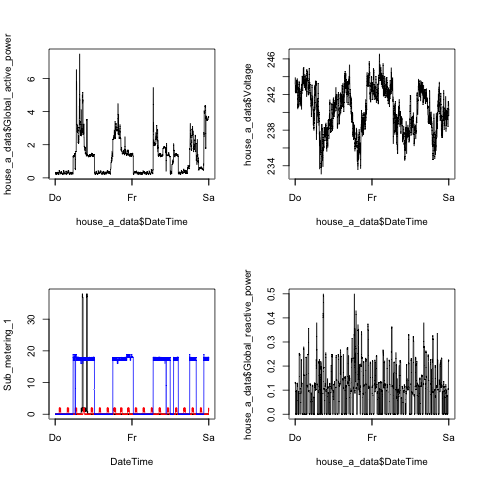 house_a_data$Global_active_power
0 2 4 6
Do Fr Sa
house_a_data$DateTime
house_a_data$Voltage
234 238 242 246
Do Fr Sa
house_a_data$DateTime
Sub_metering_1
0 10 20 30
Do Fr Sa
DateTime
house_a_data$Global_reactive_power
0.0 0.1 0.2 0.3 0.4 0.5
Do Fr Sa
house_a_data$DateTime